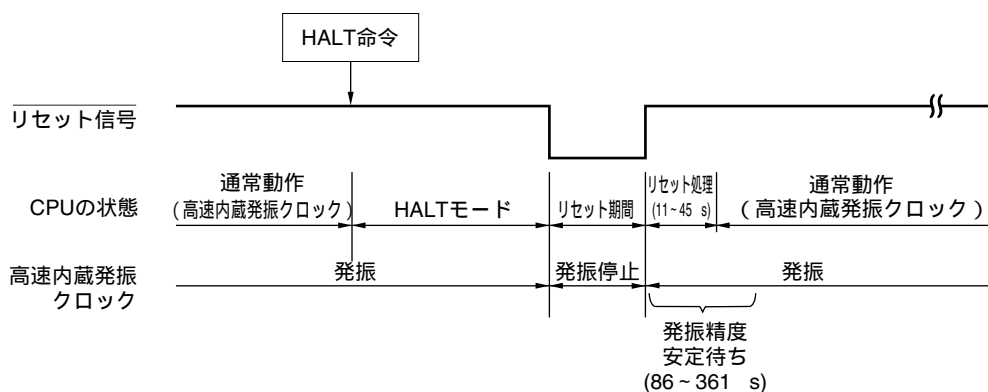 HALT命令
リセット信号
CPUの状態
通常動作
(高速内蔵発振クロック)
HALTモード
リセット期間
リセット処理
(11~45 s)
通常動作
(高速内蔵発振クロック)
高速内蔵発振
クロック
発振
発振停止
発振
発振精度
安定待ち
(86~361 s)